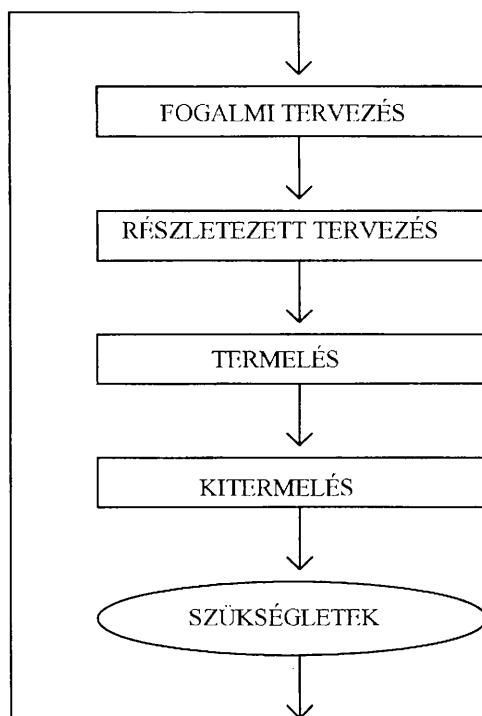 FOGALMI TERVEZÉS
RÉSZLETEZETT TERVEZÉS
TERMELÉS
KITERMELÉS
SZÜKSÉGLETEK